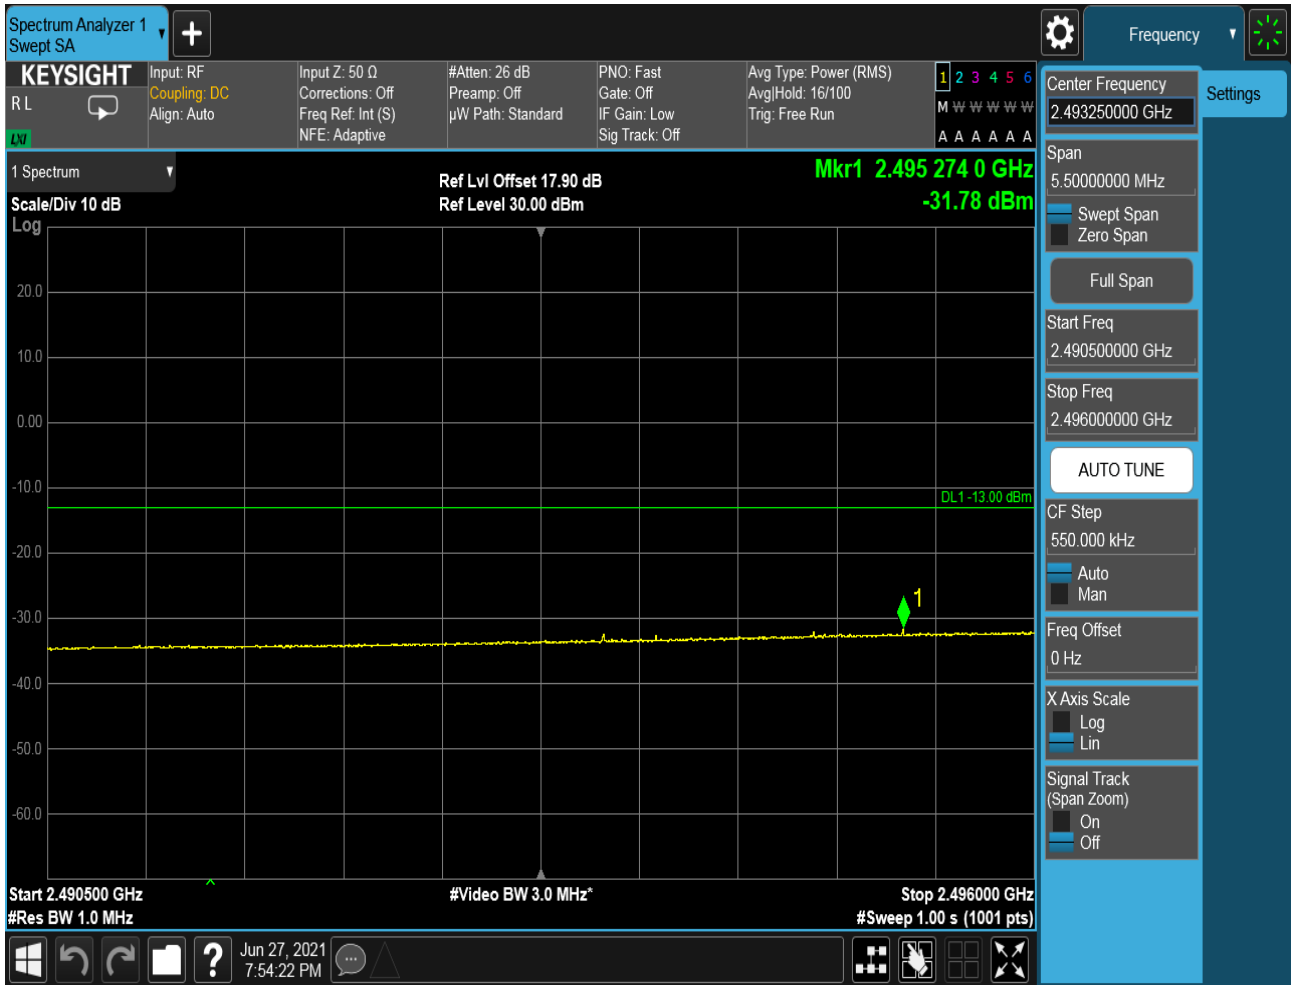 Spectrum Analyzer 1
Swept SA
Frequency
KEYSIGHT
R L
LXI
Input: RF
Coupling: DC
Align: Auto
Input Z: 50 Ω
Corrections: Off
Freq Ref: Int (S)
NFE: Adaptive
#Atten: 26 dB
Preamp: Off
µW Path: Standard
PNO: Fast
Gate: Off
IF Gain: Low
Sig Track: Off
Avg Type: Power (RMS)
Avg|Hold: 16/100
Trig: Free Run
1 2 3 4 5 6
M W W W W W
A A A A A A
1 Spectrum
Scale/Div 10 dB
Log
Ref Lvl Offset 17.90 dB
Ref Level 30.00 dBm
Mkr1 2.495 274 0 GHz
-31.78 dBm
20.0
10.0
0.00
-10.0
DL1 -13.00 dBm
-20.0
1
-30.0
-40.0
-50.0
-60.0
Start 2.490500 GHz
#Res BW 1.0 MHz
#Video BW 3.0 MHz*
Stop 2.496000 GHz
#Sweep 1.00 s (1001 pts)
Jun 27, 2021
7:54:22 PM
Center Frequency
2.493250000 GHz
Settings
Span
5.50000000 MHz
Swept Span
Zero Span
Full Span
Start Freq
2.490500000 GHz
Stop Freq
2.496000000 GHz
AUTO TUNE
CF Step
550.000 kHz
Auto
Man
Freq Offset
0 Hz
X Axis Scale
Log
Lin
Signal Track
(Span Zoom)
On
Off